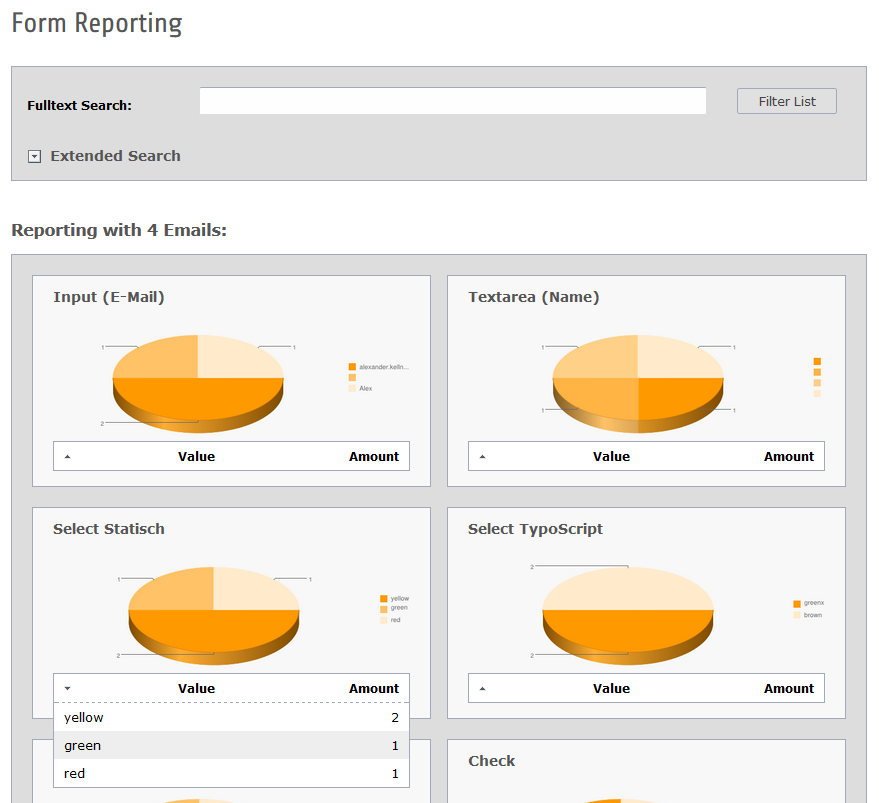 Form Reporting
Fulltext Search:
Filter List
Extended Search
Reporting with 4 Emails:
Input (E-Mail)
1
1
2
alexander.kelln...
Alex
Value Amount
Textarea (Name)
1
1
1
1
Value Amount
Select Statisch
1
1
2
yellow
green
red
Value Amount
yellow 2
green 1
red 1
Select TypoScript
2
2
greenx
brown
Value Amount
Check